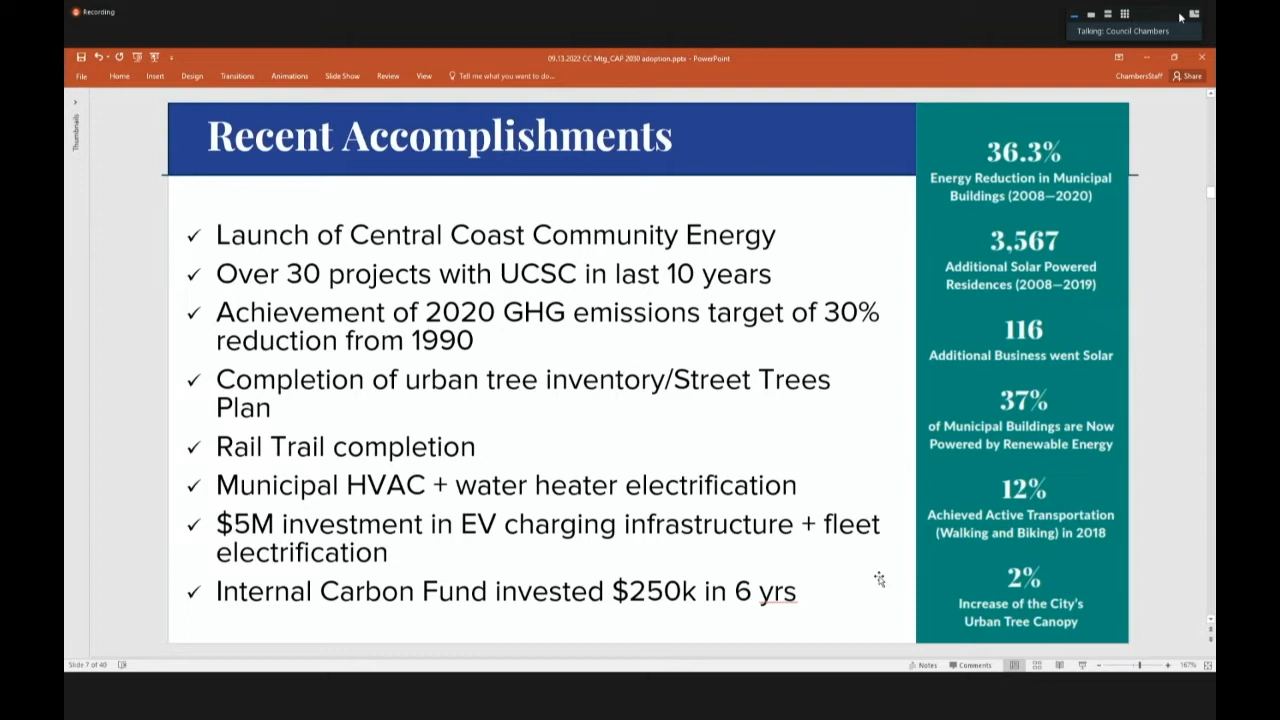 Recording
Talking: Council Chambers
09.13.2022 CC Mtg_CAP 2030 adoption.pptx - PowerPoint
File Home Insert Design Transitions Animations Slide Show Review View Tell me what you want to do... ChambersStaff Share
Thumbnails
Recent Accomplishments
✓ Launch of Central Coast Community Energy
✓ Over 30 projects with UCSC in last 10 years
✓ Achievement of 2020 GHG emissions target of 30%
reduction from 1990
✓ Completion of urban tree inventory/Street Trees
Plan
✓ Rail Trail completion
✓ Municipal HVAC + water heater electrification
✓ $5M investment in EV charging infrastructure + fleet
electrification
✓ Internal Carbon Fund invested $250k in 6 yrs
36.3%
Energy Reduction in Municipal
Buildings (2008—2020)
3,567
Additional Solar Powered
Residences (2008—2019)
116
Additional Business went Solar
37%
of Municipal Buildings are Now
Powered by Renewable Energy
12%
Achieved Active Transportation
(Walking and Biking) in 2018
2%
Increase of the City's
Urban Tree Canopy
Slide 7 of 40 Notes Comments 167%